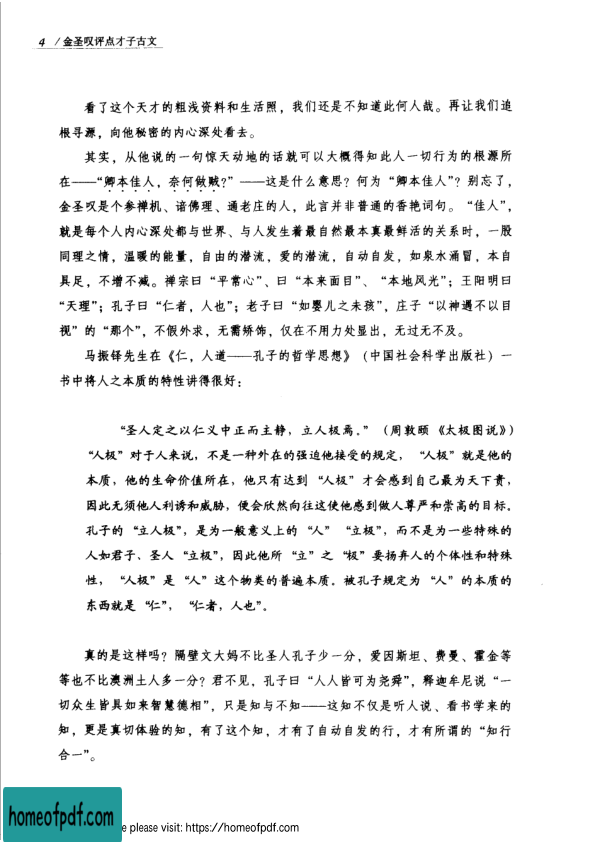 4 /金圣叹评点才子古文
看了这个天才的粗浅资料和生活照，我们还是不知道此何人哉。再让我们追
根寻源，向他秘密的内心深处看去。
其实，从他说的一句惊天动地的话就可以大概得知此人一切行为的根源所
在——“卿本佳人，奈何做贼？”——这是什么意思？何为“卿本佳人”？别忘了，
金圣叹是个参禅机、谙佛理、通老庄的人，此言并非普通的香艳词句。“佳人”，
就是每个人内心深处都与世界、与人发生着最自然最本真最鲜活的关系时，一股
同理之情，温暖的能量，自由的潜流，爱的潜流，自动自发，如泉水涌留，本自
具足，不增不减。禅宗曰“平常心”、曰“本来面目”、“本地风光”；王阳明曰
“天理”；孔子曰“仁者，人也”；老子曰“如婴儿之未孩”，庄子“以神遇不以目
视”的“那个”，不假外求，无需矫饰，仅在不用力处显出，无过无不及。
马振铎先生在《仁，人道——孔子的哲学思想》（中国社会科学出版社）一
书中将人之本质的特性讲得很好：
“圣人定之以仁义中正而主静，立人极焉。”（周敦颐《太极图说》）
“人极”对于人来说，不是一种外在的强迫他接受的规定，“人极”就是他的
本质，他的生命价值所在，他只有达到“人极”才会感到自己最为天下贵，
因此无须他人利诱和威胁，便会欣然向往这使他感到做人尊严和崇高的目标。
孔子的“立人极”，是为一般意义上的“人”“立极”，而不是为一些特殊的
人如君子、圣人“立极”，因此他所“立”之“极”要扬弃人的个体性和特殊
性，“人极”是“人”这个物类的普遍本质。被孔子规定为“人”的本质的
东西就是“仁”，“仁者，人也”。
真的是这样吗？隔壁文大妈不比圣人孔子少一分，爱因斯坦、费曼、霍金等
等也不比澳洲土人多一分？君不见，孔子曰“人人皆可为尧舜”，释迦牟尼说“一
切众生皆具如来智慧德相”，只是知与不知——这知不仅是听人说、看书学来的
知，更是真切体验的知，有了这个知，才有了自动自发的行，才有所谓的“知行
合一”。
homeofpdf.com
e please visit: https://homeofpdf.com